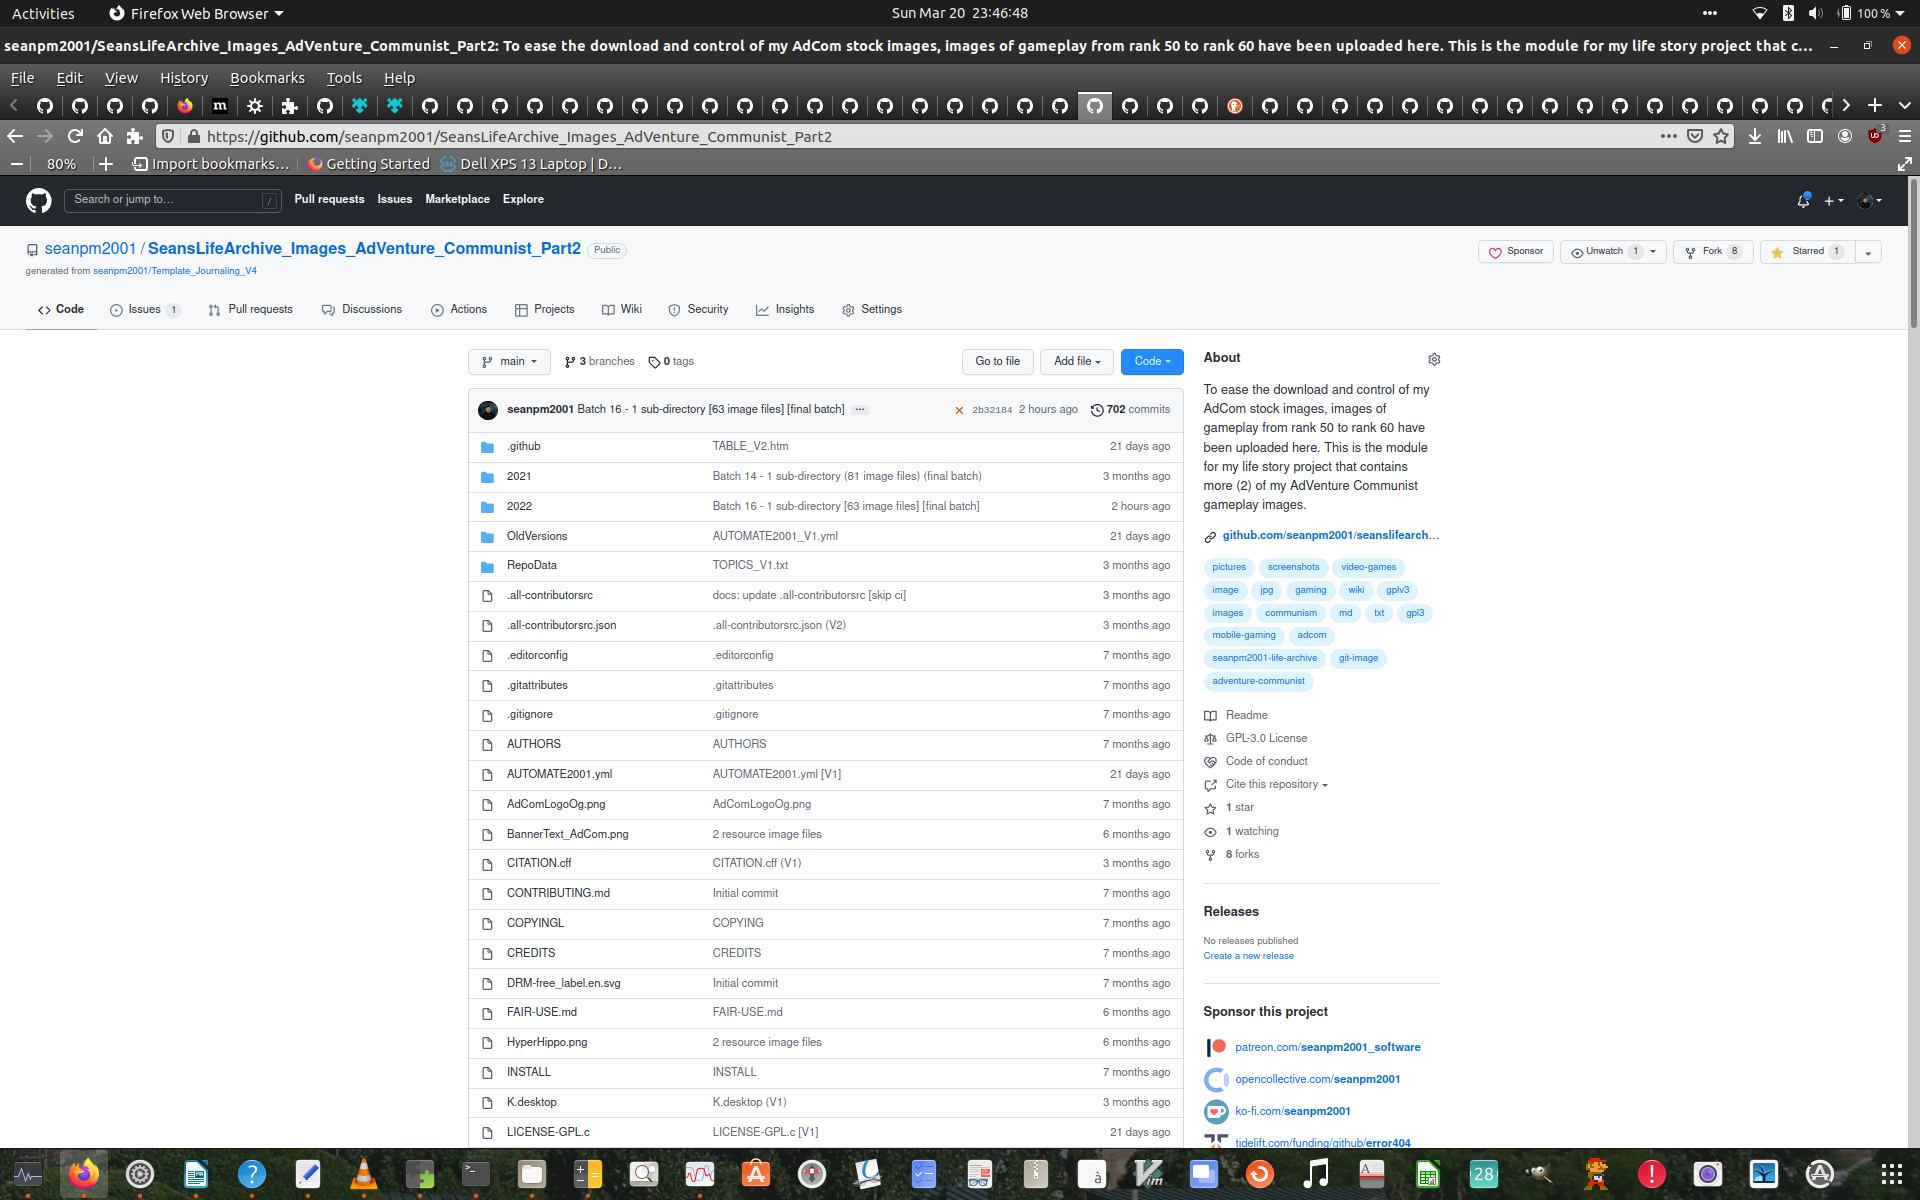 Activities Firefox Web Browser Sun Mar 20 23:46:48 100 %
seanpm2001/SeansLifeArchive_Images_AdVenture_Communist_Part2: To ease the download and control of my AdCom stock images, images of gameplay from rank 50 to rank 60 have been uploaded here. This is the module for my life story project that c…
File Edit View History Bookmarks Tools Help
https://github.com/seanpm2001/SeansLifeArchive_Images_AdVenture_Communist_Part2 3
80% Import bookmarks… Getting Started Dell XPS 13 Laptop | D…
Search or jump to… / Pull requests Issues Marketplace Explore
seanpm2001 / SeansLifeArchive_Images_AdVenture_Communist_Part2 Public
Sponsor Unwatch 1 Fork 8 Starred 1
generated from seanpm2001/Template_Journaling_V4
Code Issues 1 Pull requests Discussions Actions Projects Wiki Security Insights Settings
main 3 branches 0 tags Go to file Add file Code
seanpm2001 Batch 16 - 1 sub-directory [63 image files] [final batch] … 2b32184 2 hours ago 702 commits
.github TABLE_V2.htm 21 days ago
2021 Batch 14 - 1 sub-directory (81 image files) (final batch) 3 months ago
2022 Batch 16 - 1 sub-directory [63 image files] [final batch] 2 hours ago
OldVersions AUTOMATE2001_V1.yml 21 days ago
RepoData TOPICS_V1.txt 3 months ago
.all-contributorsrc docs: update .all-contributorsrc [skip ci] 3 months ago
.all-contributorsrc.json .all-contributorsrc.json (V2) 3 months ago
.editorconfig .editorconfig 7 months ago
.gitattributes .gitattributes 7 months ago
.gitignore .gitignore 7 months ago
AUTHORS AUTHORS 7 months ago
AUTOMATE2001.yml AUTOMATE2001.yml [V1] 21 days ago
AdComLogoOg.png AdComLogoOg.png 7 months ago
BannerText_AdCom.png 2 resource image files 6 months ago
CITATION.cff CITATION.cff (V1) 3 months ago
CONTRIBUTING.md Initial commit 7 months ago
COPYINGL COPYING 7 months ago
CREDITS CREDITS 7 months ago
DRM-free_label.en.svg Initial commit 7 months ago
FAIR-USE.md FAIR-USE.md 6 months ago
HyperHippo.png 2 resource image files 6 months ago
INSTALL INSTALL 7 months ago
K.desktop K.desktop (V1) 3 months ago
LICENSE-GPL.c LICENSE-GPL.c [V1] 21 days ago
About
To ease the download and control of my
AdCom stock images, images of
gameplay from rank 50 to rank 60 have
been uploaded here. This is the module
for my life story project that contains
more (2) of my AdVenture Communist
gameplay images.
github.com/seanpm2001/seanslifearch…
pictures screenshots video-games
image jpg gaming wiki gplv3
images communism md txt gpl3
mobile-gaming adcom
seanpm2001-life-archive git-image
adventure-communist
Readme
GPL-3.0 License
Code of conduct
Cite this repository
1 star
1 watching
8 forks
Releases
No releases published
Create a new release
Sponsor this project
patreon.com/seanpm2001_software
opencollective.com/seanpm2001
ko-fi.com/seanpm2001
tidelift.com/funding/github/error404
28